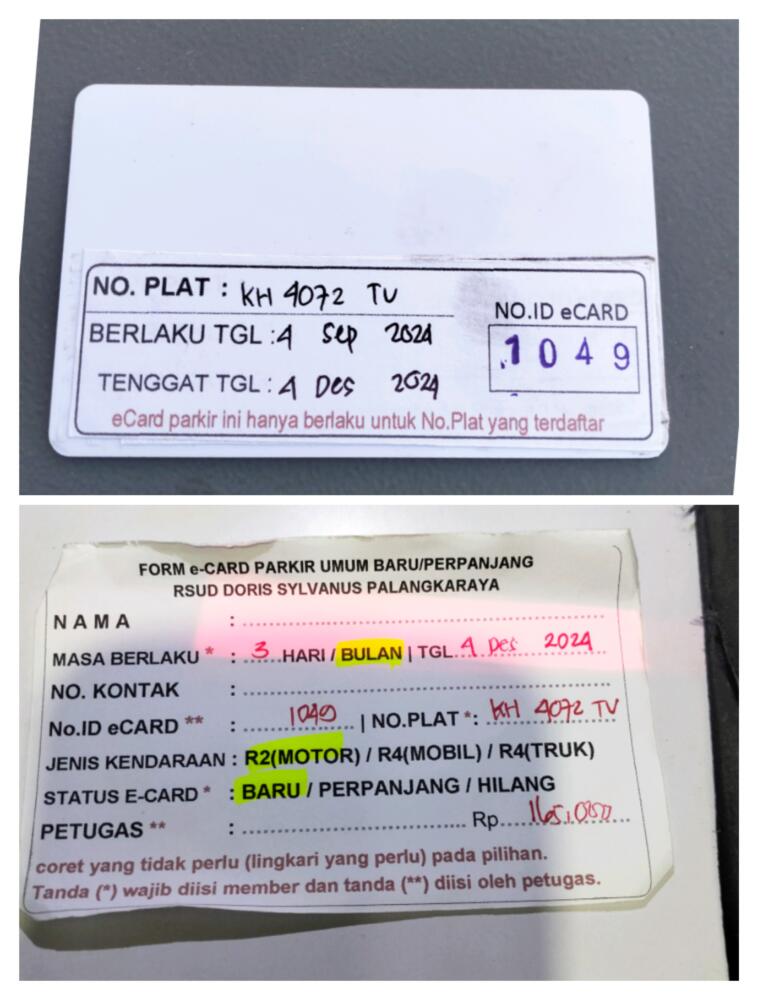 NO. PLAT : KH 4072 TV
BERLAKU TGL : 4 Sep 2024
TENGGAT TGL : 4 Des 2024
NO.ID eCARD
1049
eCard parkir ini hanya berlaku untuk No.Plat yang terdaftar
FORM e-CARD PARKIR UMUM BARU/PERPANJANG
RSUD DORIS SYLVANUS PALANGKARAYA
NAMA : ....................
MASA BERLAKU * : ..3...HARI / BULAN | TGL. 4 Des 2024
NO. KONTAK : ....................
No.ID eCARD ** : ....1049.... | NO.PLAT *: KH 4072 TV
JENIS KENDARAAN : R2(MOTOR) / R4(MOBIL) / R4(TRUK)
STATUS E-CARD * : BARU / PERPANJANG / HILANG
PETUGAS ** : .................... Rp....165.000....
coret yang tidak perlu (lingkari yang perlu) pada pilihan.
Tanda (*) wajib diisi member dan tanda (**) diisi oleh petugas.